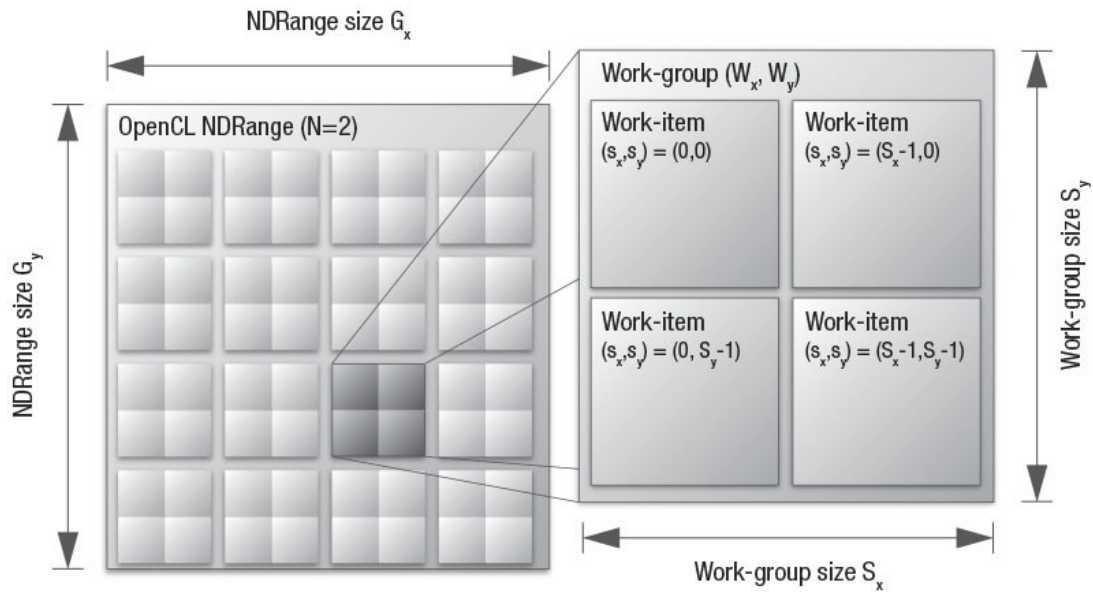 NDRange size Gx
Work-group (Wx, Wy)
OpenCL NDRange (N=2)
Work-item
(sx,sy) = (0,0)
Work-item
(sx,sy) = (Sx-1,0)
NDRange size Gy
Work-group size Sy
Work-item
(sx,sy) = (0, Sy-1)
Work-item
(sx,sy) = (Sx-1,Sy-1)
Work-group size Sx